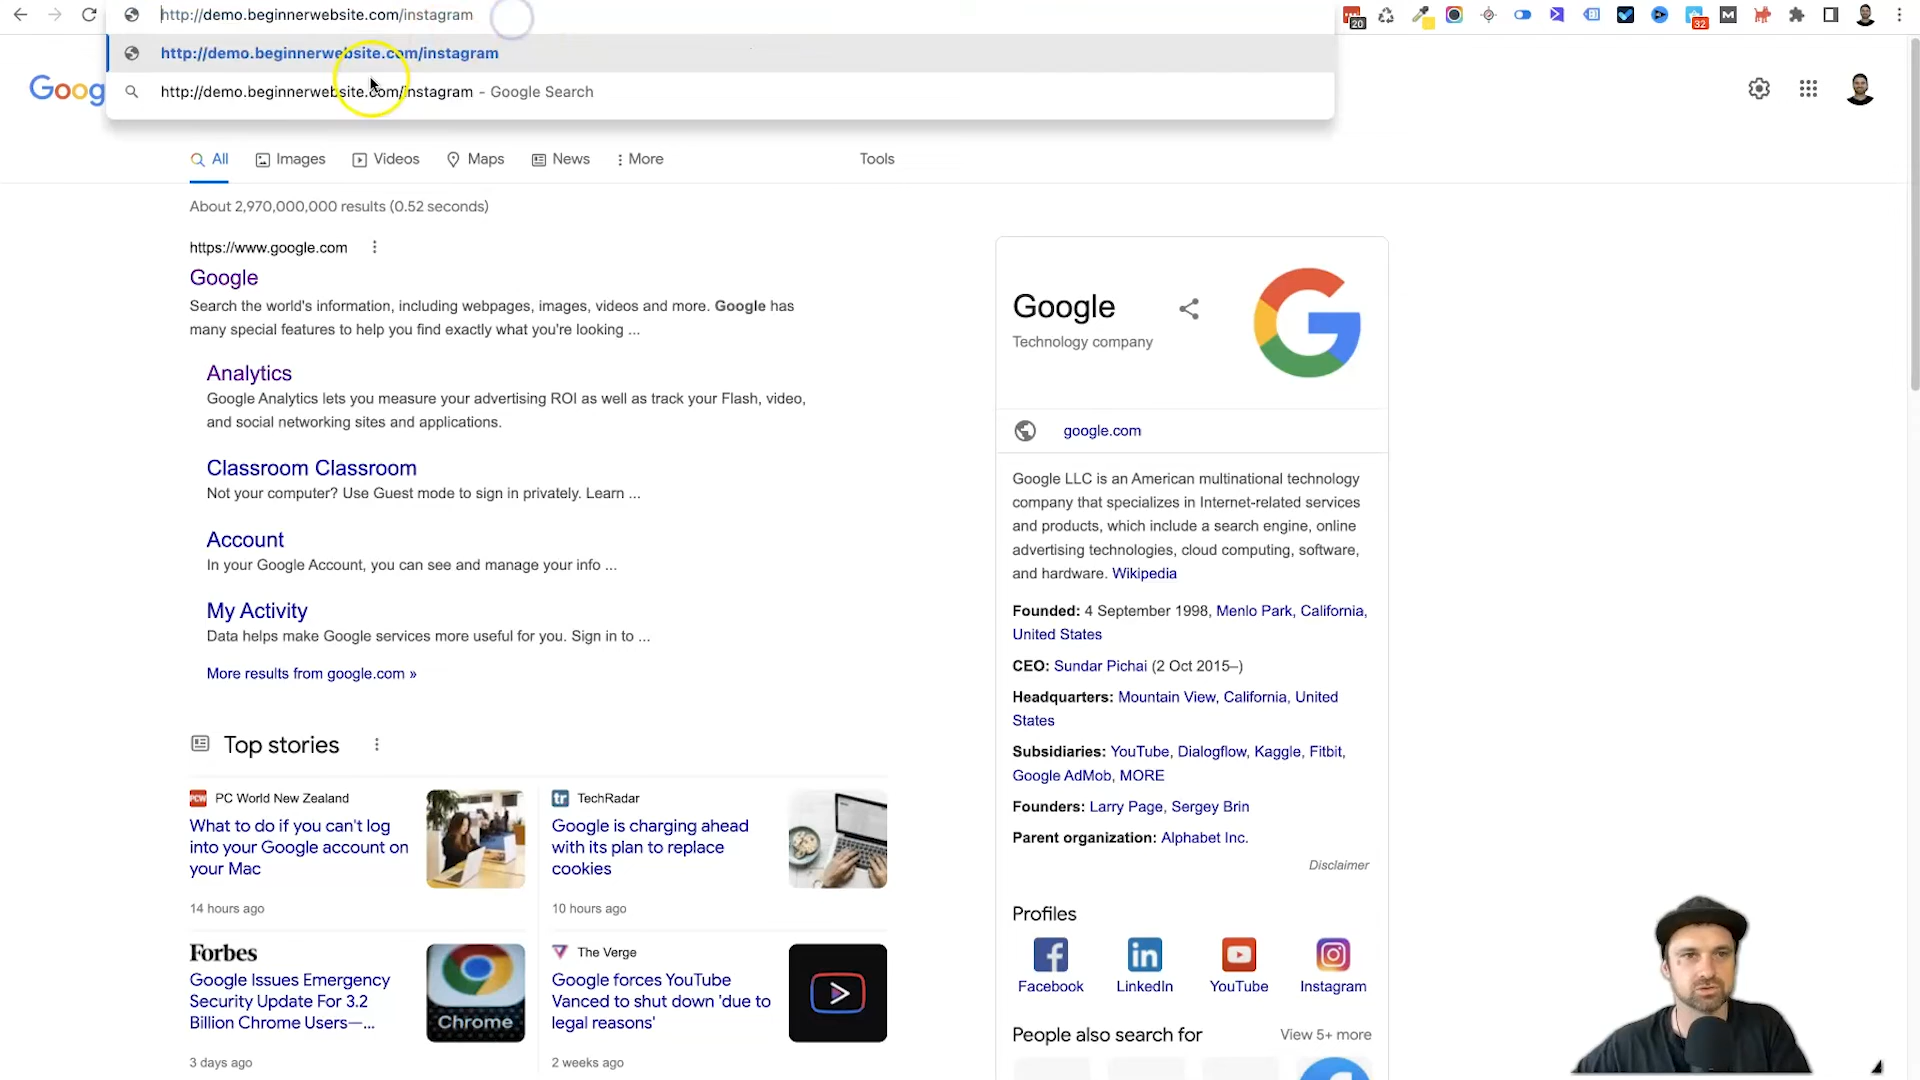 http://demo.beginnerwebsite.com/instagram
20
32
http://demo.beginnerwebsite.com/instagram
http://demo.beginnerwebsite.com/instagram - Google Search
Goog
All
Images
Videos
Maps
News
More
Tools
About 2,970,000,000 results (0.52 seconds)
https://www.google.com
Google
Search the world's information, including webpages, images, videos and more. Google has
many special features to help you find exactly what you're looking ...
Analytics
Google Analytics lets you measure your advertising ROI as well as track your Flash, video,
and social networking sites and applications.
Classroom Classroom
Not your computer? Use Guest mode to sign in privately. Learn ...
Account
In your Google Account, you can see and manage your info ...
My Activity
Data helps make Google services more useful for you. Sign in to ...
More results from google.com »
Top stories
PCW
PC World New Zealand
What to do if you can't log
into your Google account on
your Mac
14 hours ago
tr
TechRadar
Google is charging ahead
with its plan to replace
cookies
10 hours ago
Forbes
Google Issues Emergency
Security Update For 3.2
Billion Chrome Users—...
3 days ago
Chrome
The Verge
Google forces YouTube
Vanced to shut down 'due to
legal reasons'
2 weeks ago
Google
Technology company
google.com
Google LLC is an American multinational technology
company that specializes in Internet-related services
and products, which include a search engine, online
advertising technologies, cloud computing, software,
and hardware. Wikipedia
Founded: 4 September 1998, Menlo Park, California,
United States
CEO: Sundar Pichai (2 Oct 2015–)
Headquarters: Mountain View, California, United
States
Subsidiaries: YouTube, Dialogflow, Kaggle, Fitbit,
Google AdMob, MORE
Founders: Larry Page, Sergey Brin
Parent organization: Alphabet Inc.
Disclaimer
Profiles
Facebook
LinkedIn
YouTube
Instagram
People also search for
View 5+ more